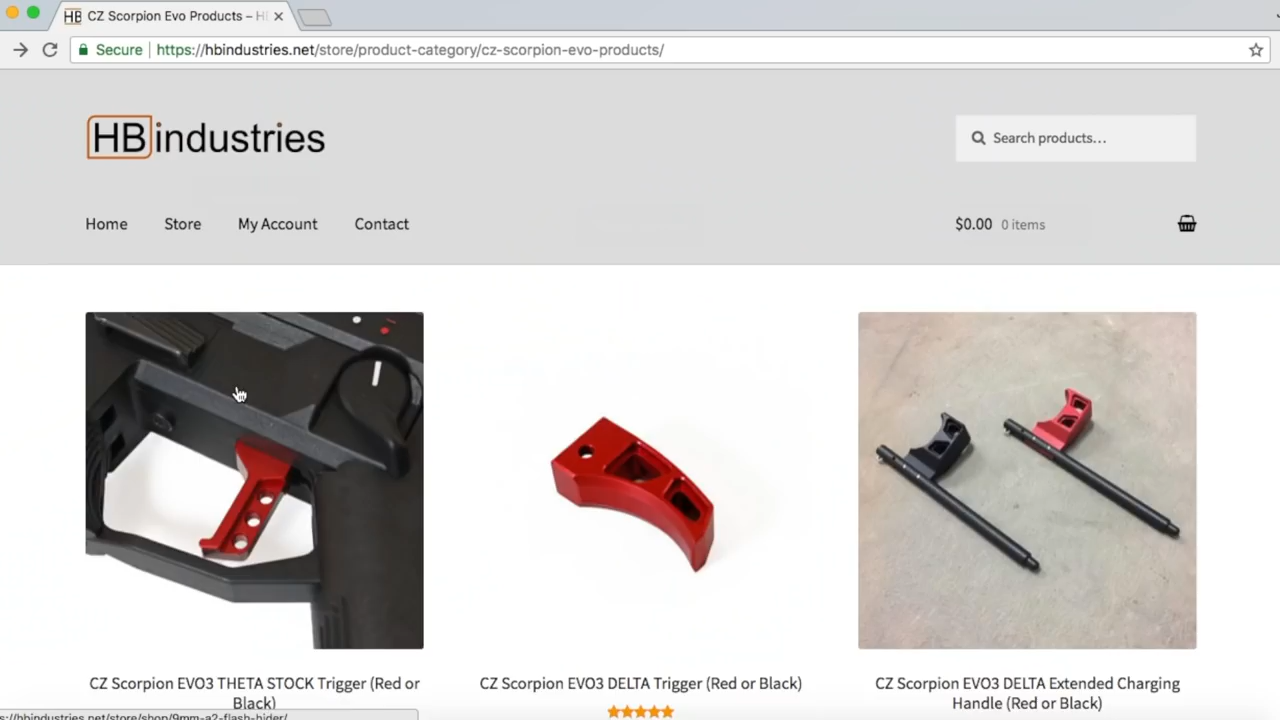 HB CZ Scorpion Evo Products – H
Secure https://hbindustries.net/store/product-category/cz-scorpion-evo-products/
HBindustries
Search products…
Home Store My Account Contact
$0.00 0 items
CZ Scorpion EVO3 THETA STOCK Trigger (Red or Black)
CZ Scorpion EVO3 DELTA Trigger (Red or Black)
CZ Scorpion EVO3 DELTA Extended Charging Handle (Red or Black)
s://hbindustries.net/store/shop/9mm-a2-flash-hider/